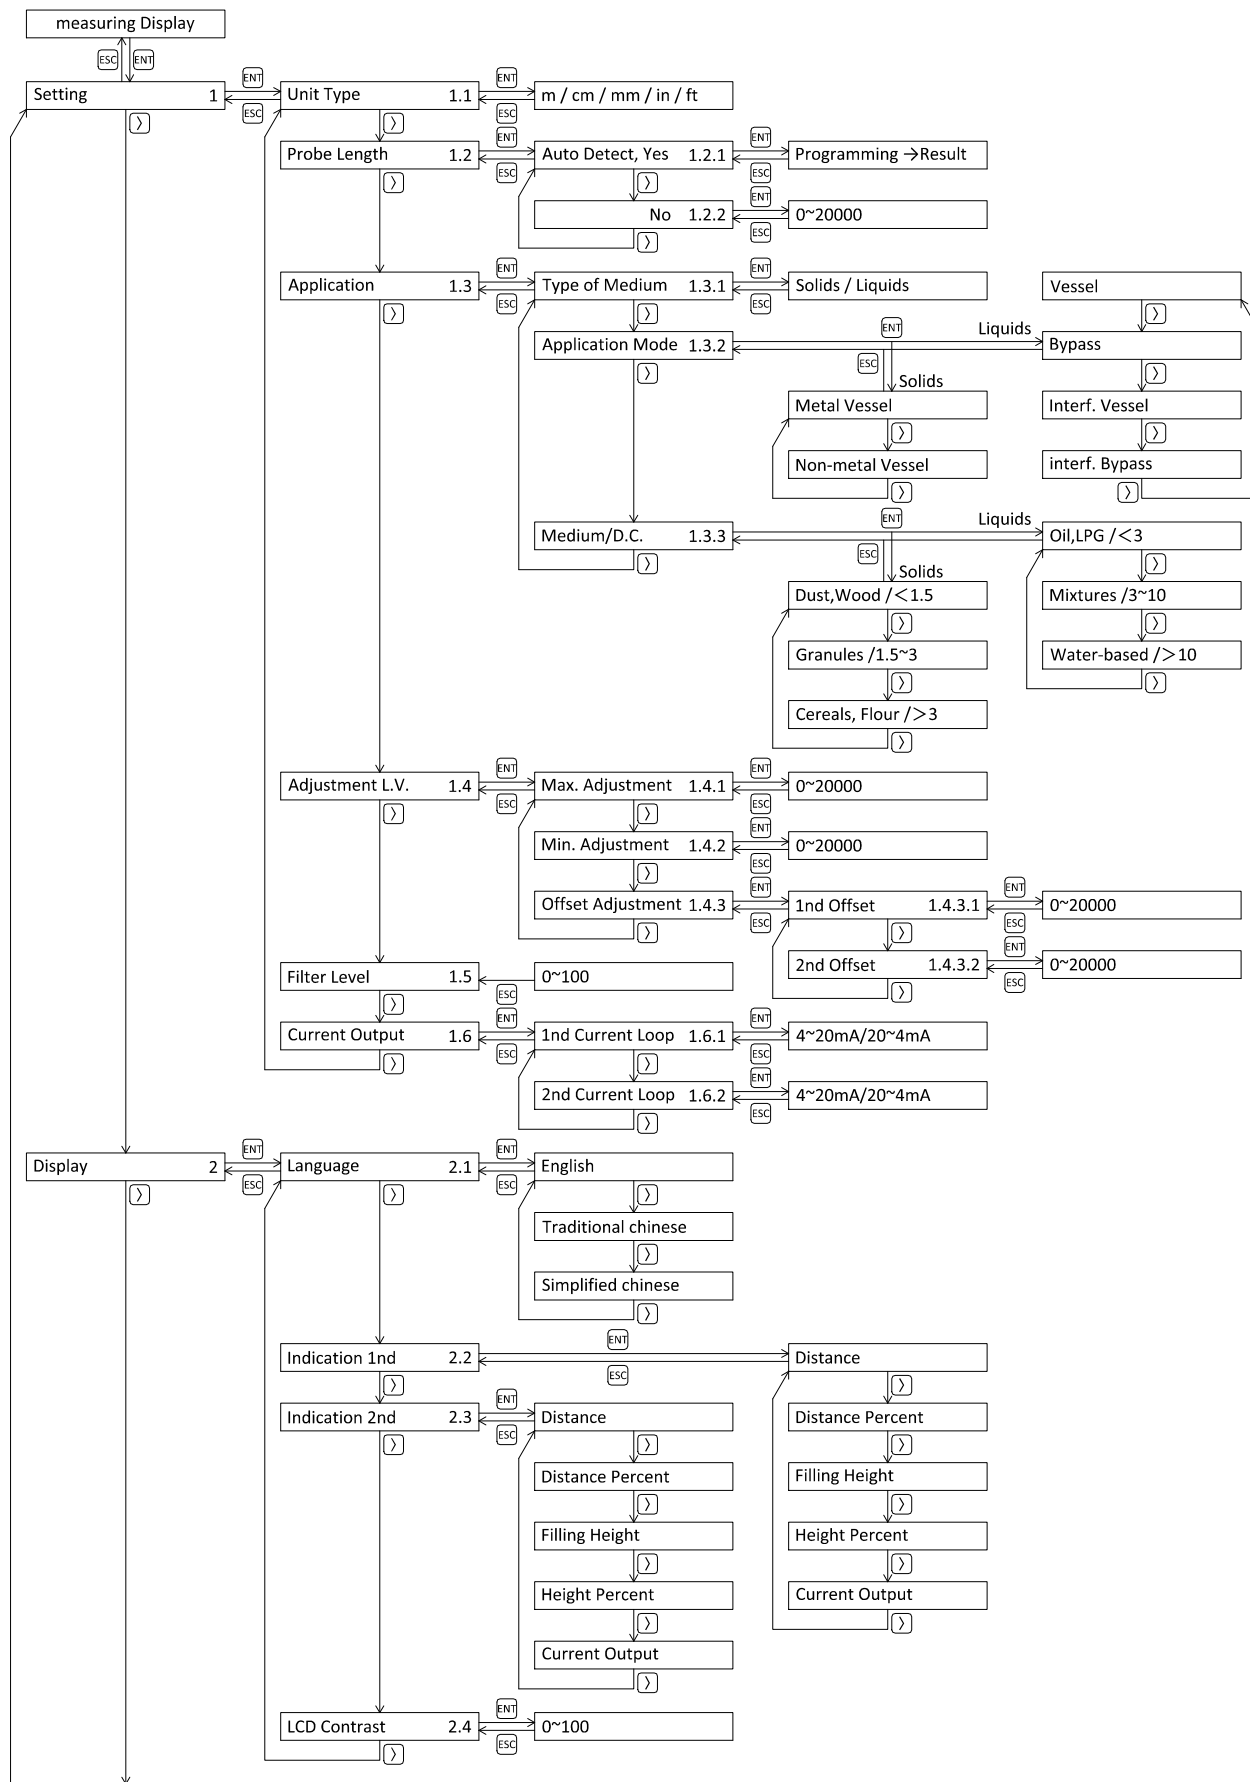 measuring Display
ESC ENT
Setting 1 ENT ESC Unit Type 1.1 ENT ESC m / cm / mm / in / ft
〉 〉
Probe Length 1.2 ENT ESC Auto Detect, Yes 1.2.1 ENT ESC Programming →Result
〉 〉
No 1.2.2 ENT ESC 0~20000
〉
Application 1.3 ENT ESC Type of Medium 1.3.1 ENT ESC Solids / Liquids Vessel
〉 〉 〉
Application Mode 1.3.2 ENT ESC Liquids Bypass
〉 Solids 〉
Metal Vessel Interf. Vessel
〉 〉
Non-metal Vessel interf. Bypass
〉 〉
Medium/D.C. 1.3.3 ENT ESC Liquids Oil,LPG /<3
〉 Solids 〉
Dust,Wood /<1.5 Mixtures /3~10
〉 〉
Granules /1.5~3 Water-based />10
〉 〉
Cereals, Flour />3
〉
Adjustment L.V. 1.4 ENT ESC Max. Adjustment 1.4.1 ENT ESC 0~20000
〉 〉
Min. Adjustment 1.4.2 ENT ESC 0~20000
〉
Offset Adjustment 1.4.3 ENT ESC 1nd Offset 1.4.3.1 ENT ESC 0~20000
〉 〉
Filter Level 1.5 ESC 0~100 2nd Offset 1.4.3.2 ENT ESC 0~20000
〉 〉
Current Output 1.6 ENT ESC 1nd Current Loop 1.6.1 ENT ESC 4~20mA/20~4mA
〉 〉
2nd Current Loop 1.6.2 ENT ESC 4~20mA/20~4mA
〉
Display 2 ENT ESC Language 2.1 ENT ESC English
〉 〉 〉
Traditional chinese
〉
Simplified chinese
〉
Indication 1nd 2.2 ENT ESC Distance
〉 〉
Indication 2nd 2.3 ENT ESC Distance Distance Percent
〉 〉 〉
Distance Percent Filling Height
〉 〉
Filling Height Height Percent
〉 〉
Height Percent Current Output
〉 〉
Current Output
〉
LCD Contrast 2.4 ENT ESC 0~100
〉